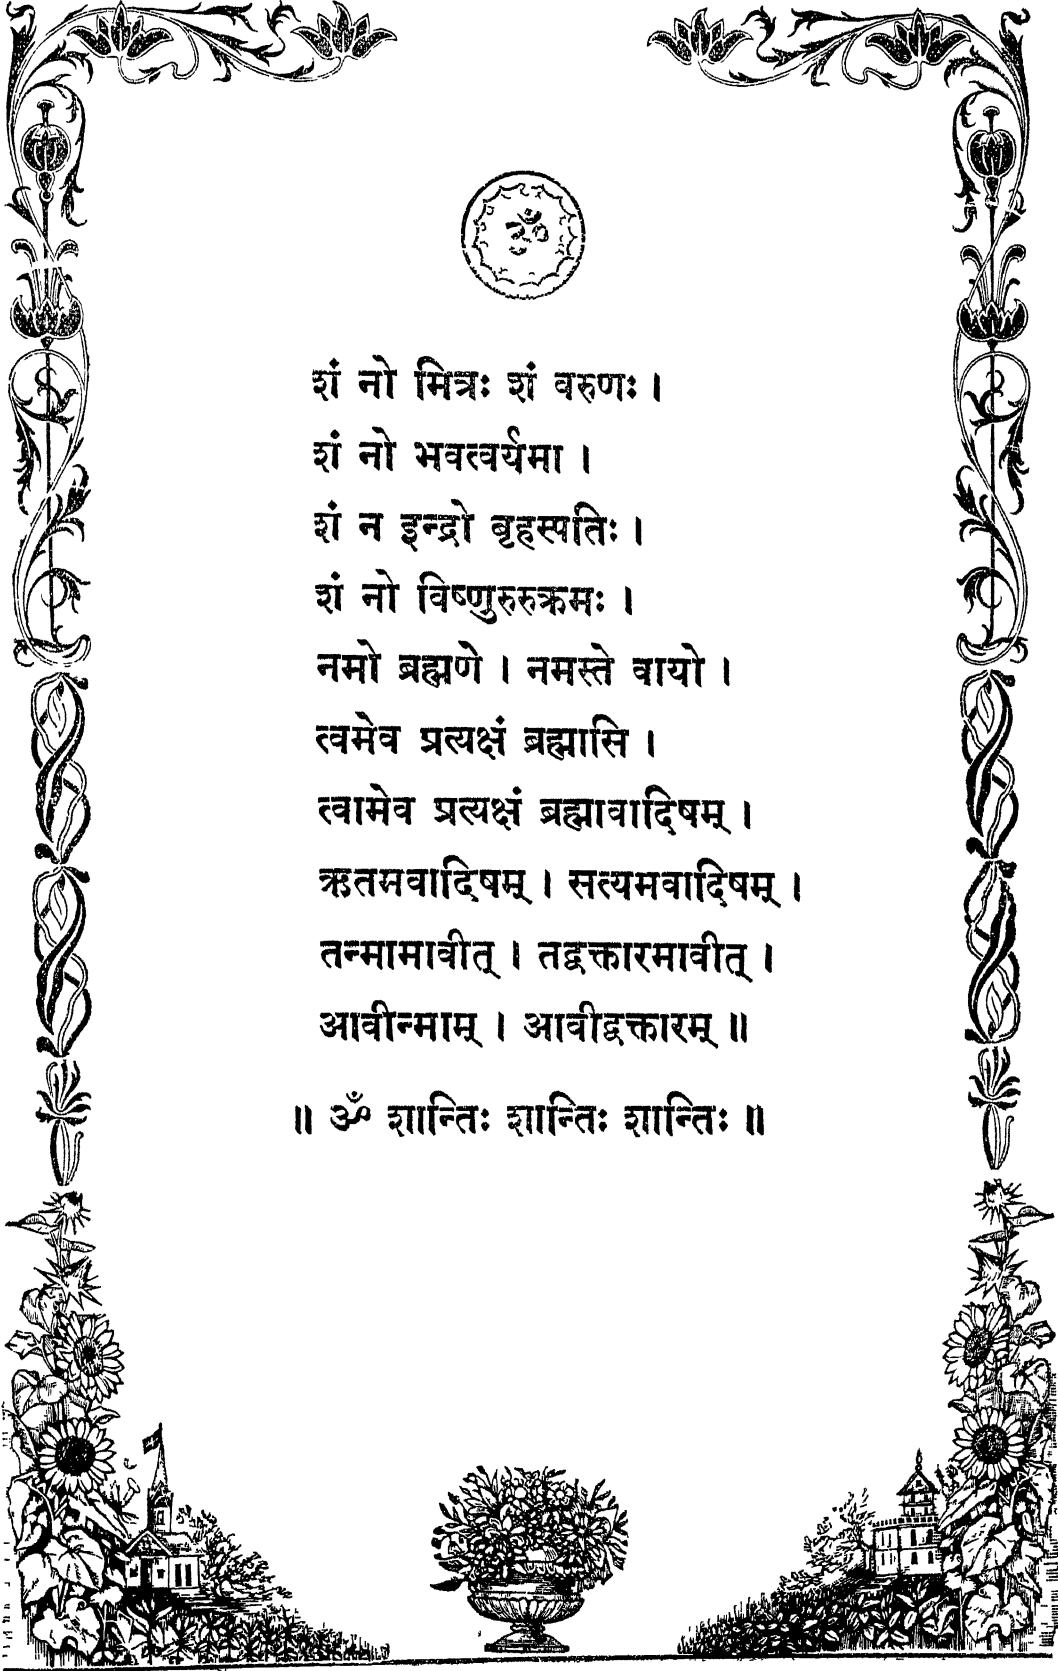 ॐ
शं नो मित्रः शं वरुणः ।
शं नो भवत्वर्यमा ।
शं न इन्द्रो बृहस्पतिः ।
शं नो विष्णुरुरुक्रमः ।
नमो ब्रह्मणे । नमस्ते वायो ।
त्वमेव प्रत्यक्षं ब्रह्मासि ।
त्वामेव प्रत्यक्षं ब्रह्मावादिषम् ।
ऋतमवादिषम् । सत्यमवादिषम् ।
तन्मामावीत् । तद्वक्तारमावीत् ।
आवीन्माम् । आवीद्वक्तारम् ॥
॥ ॐ शान्तिः शान्तिः शान्तिः ॥